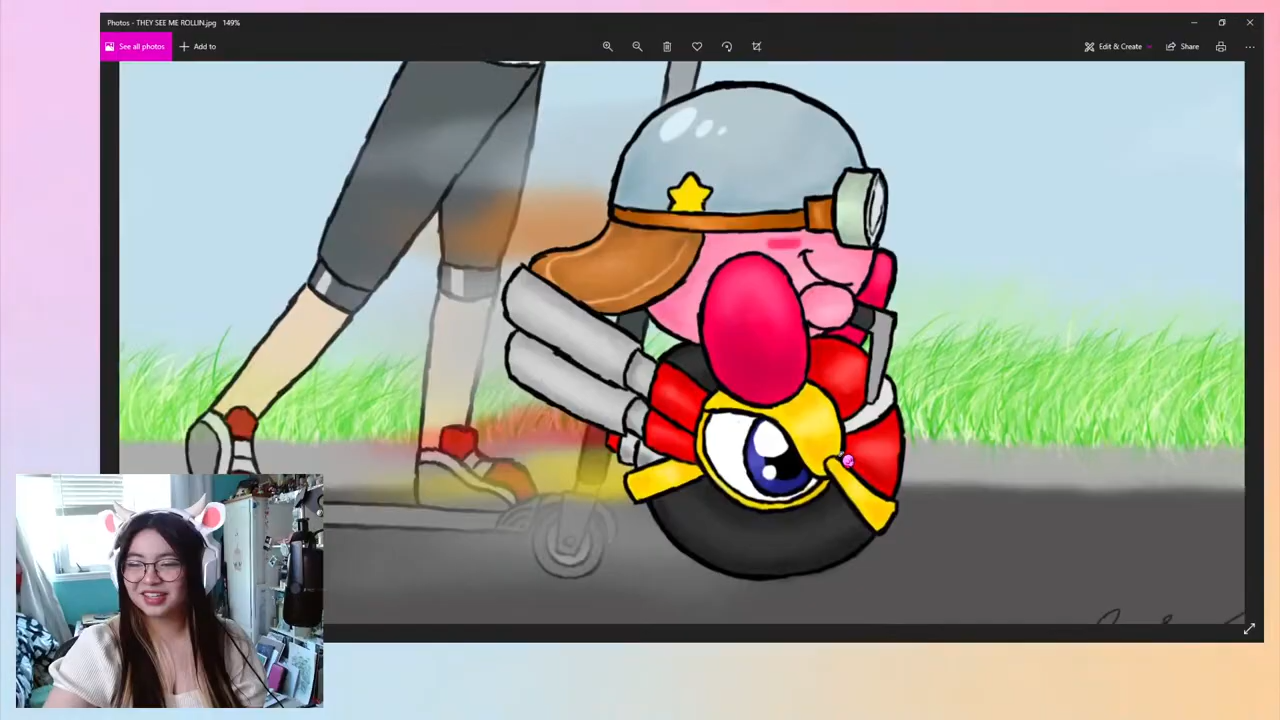 Photos - THEY SEE ME ROLLIN.jpg 149%
See all photos
Add to
Edit & Create
Share